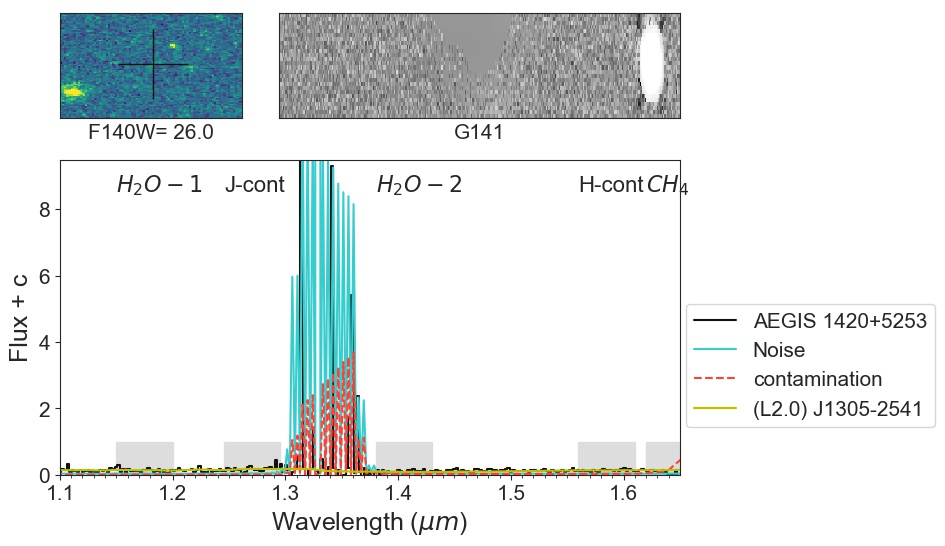 F140W= 26.0
G141
H₂O − 1
J-cont
H₂O − 2
H-cont
CH₄
Flux + c
8
6
4
2
0
1.1
1.2
1.3
1.4
1.5
1.6
Wavelength (μm)
AEGIS 1420+5253
Noise
contamination
(L2.0) J1305-2541